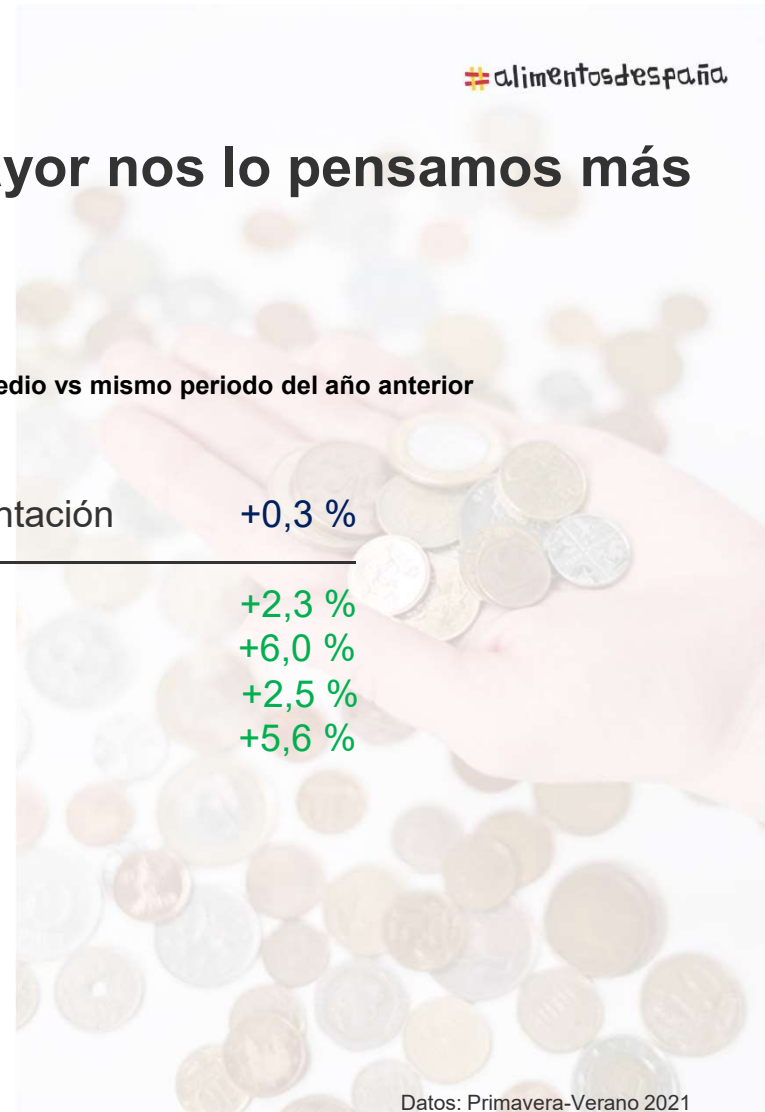 #alimentosdespaña
ayor nos lo pensamos más
edio vs mismo periodo del año anterior
ntación +0,3 %
+2,3 %
+6,0 %
+2,5 %
+5,6 %
Datos: Primavera-Verano 2021